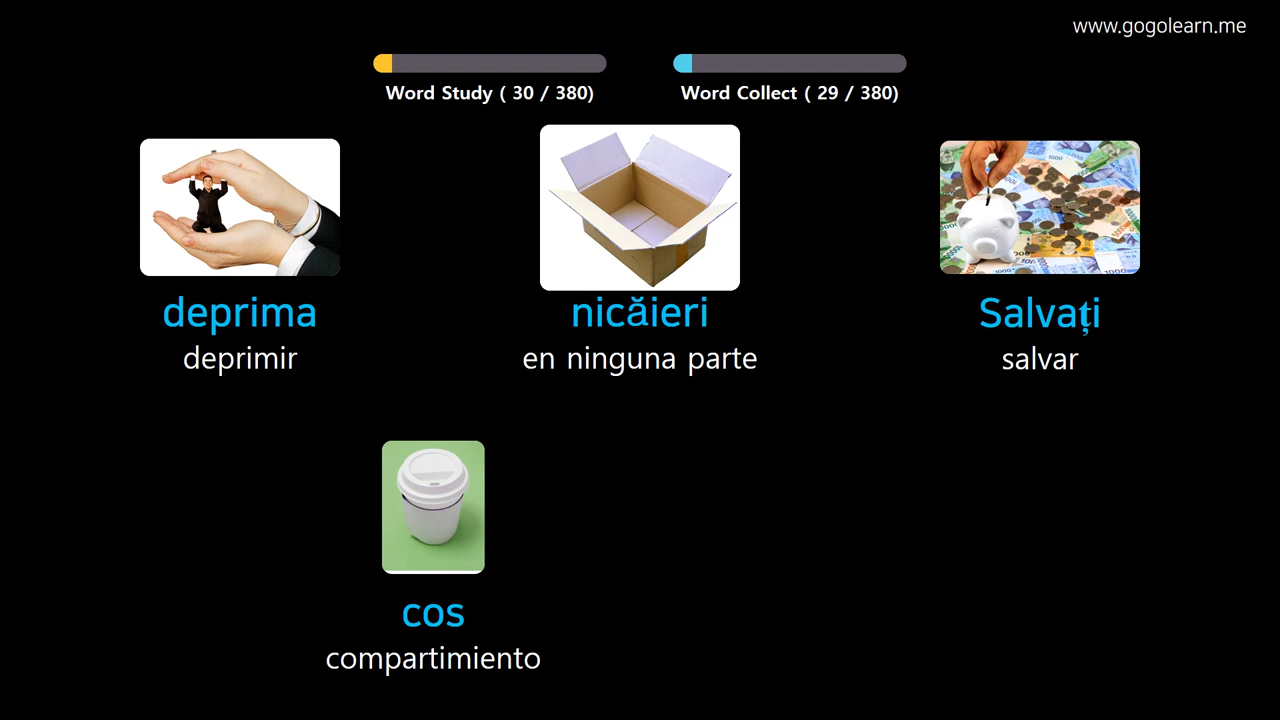 www.gogolearn.me
Word Study ( 30 / 380)
Word Collect ( 29 / 380)
deprima
deprimir
nicăieri
en ninguna parte
Salvați
salvar
cos
compartimiento